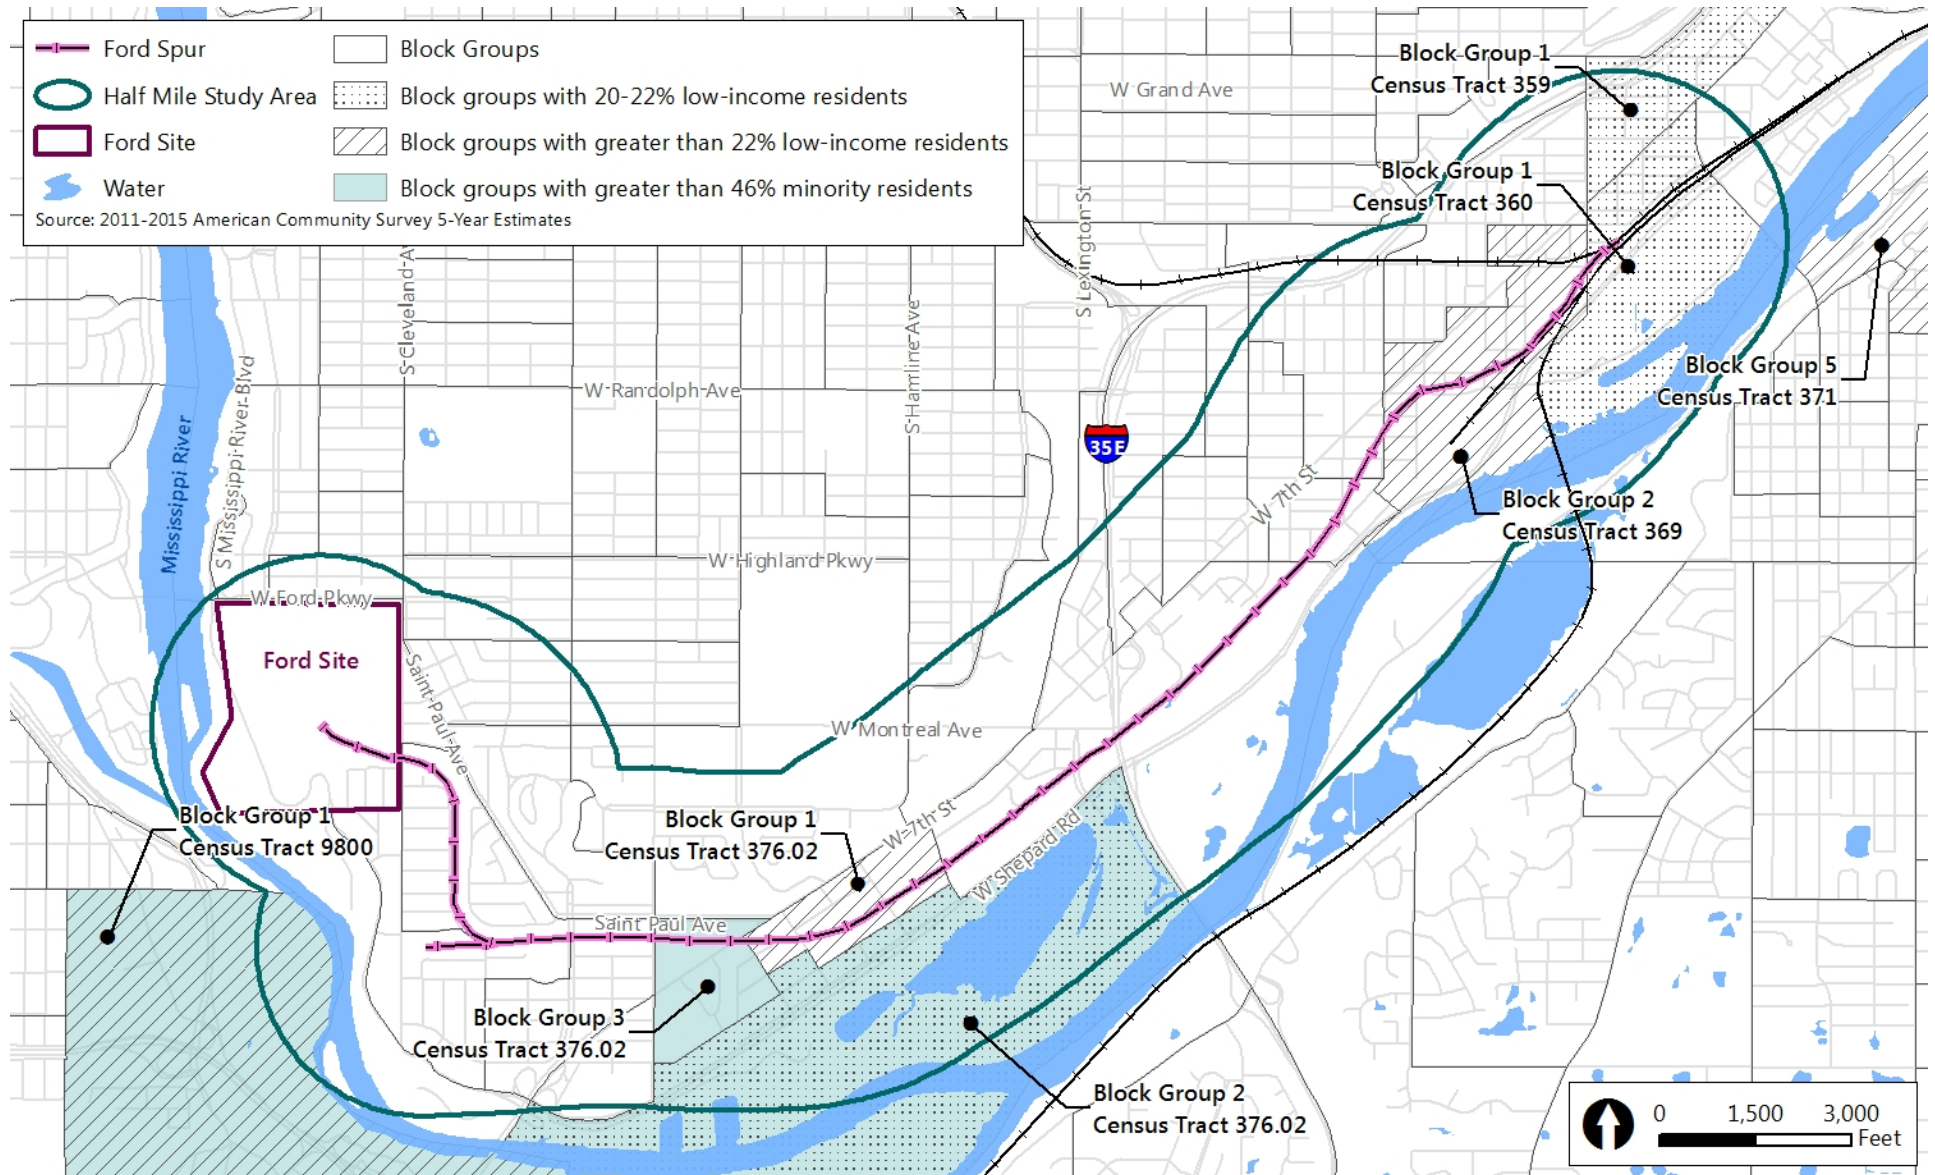 Ford Spur
Half Mile Study Area
Ford Site
Water
Block Groups
Block groups with 20-22% low-income residents
Block groups with greater than 22% low-income residents
Block groups with greater than 46% minority residents
Source: 2011-2015 American Community Survey 5-Year Estimates
Block Group 1
Census Tract 359
W Grand Ave
Block Group 1
Census Tract 360
S Lexington St
S Cleveland Av
S Hamline Ave
S Mississippi River Blvd
Mississippi River
W Randolph Ave
Block Group 5
Census Tract 371
35E
W 7th St
Block Group 2
Census Tract 369
W Highland Pkwy
W Ford Pkwy
Ford Site
Saint Paul Ave
W Montreal Ave
Block Group 1
Census Tract 9800
Block Group 1
Census Tract 376.02
W 7th St
W Shepard Rd
Saint Paul Ave
Block Group 3
Census Tract 376.02
Block Group 2
Census Tract 376.02
0 1,500 3,000
Feet